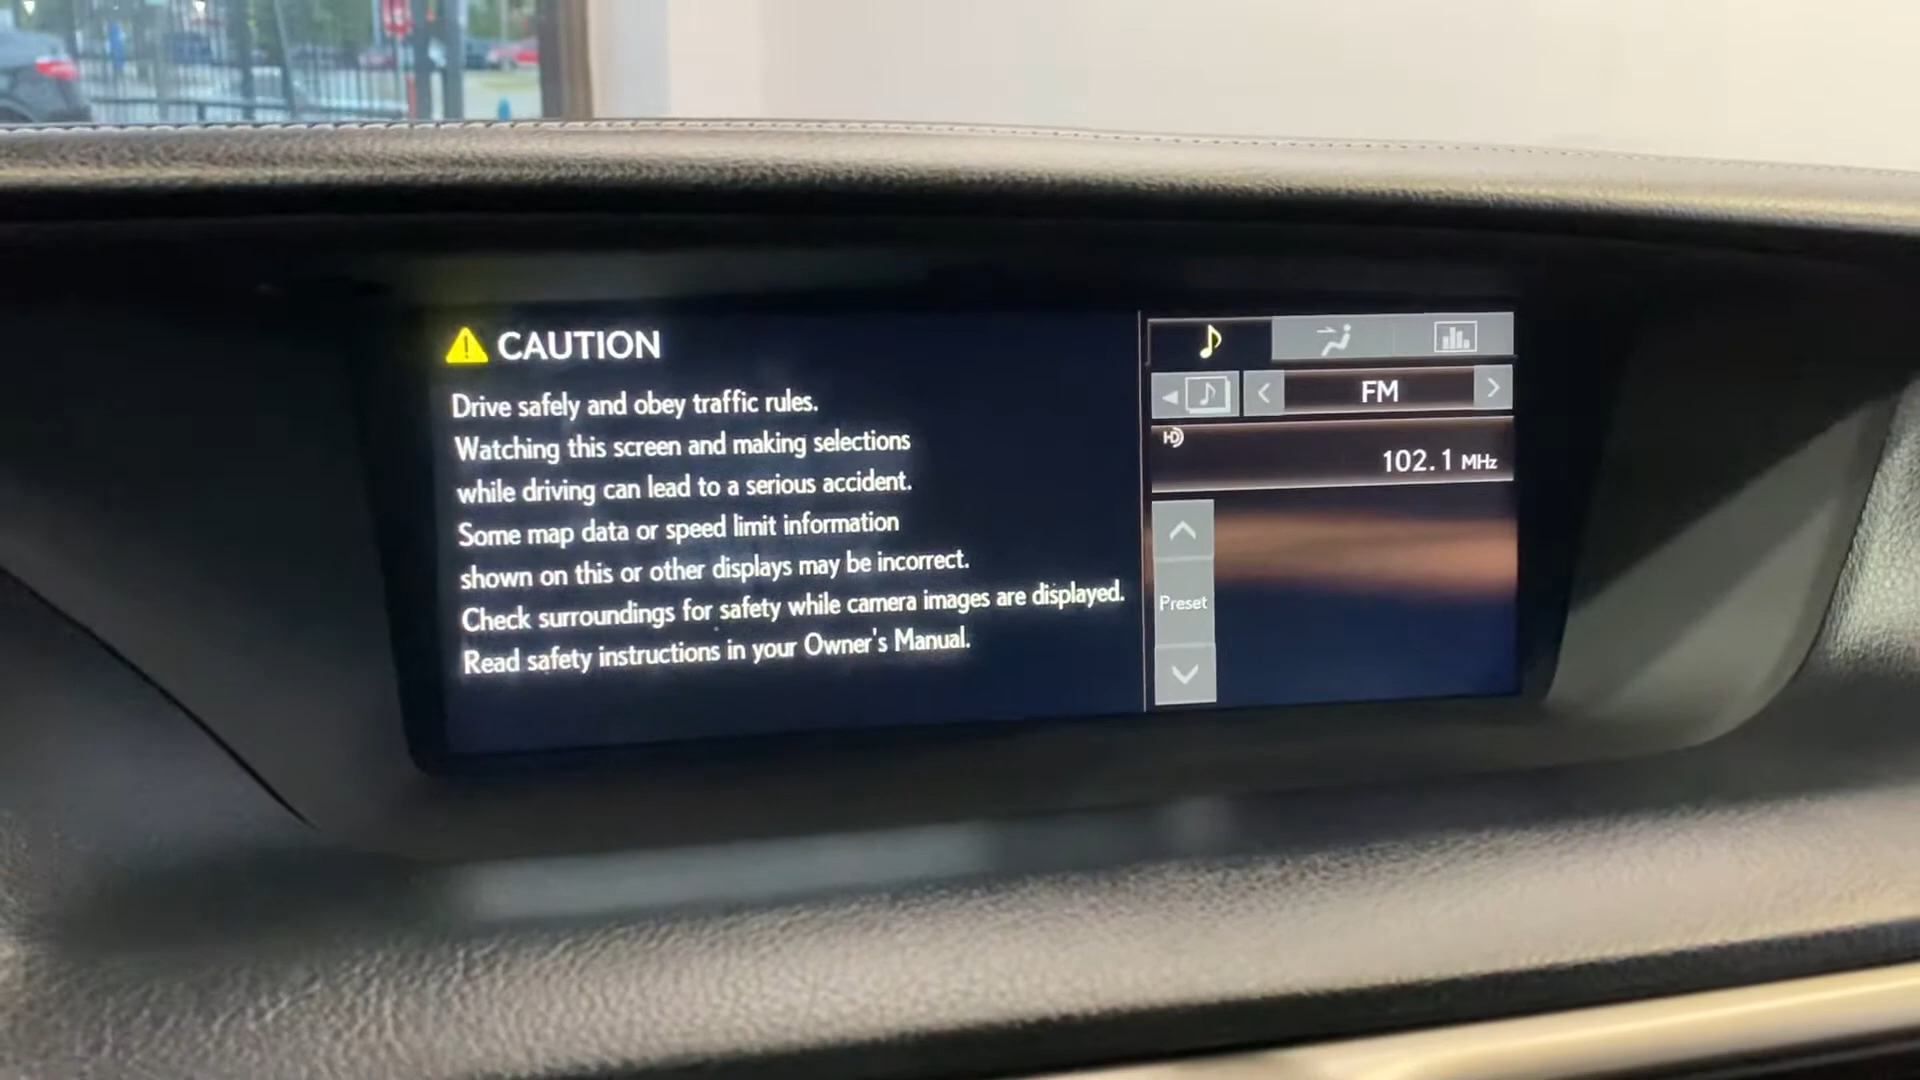 CAUTION
Drive safely and obey traffic rules.
Watching this screen and making selections
while driving can lead to a serious accident.
Some map data or speed limit information
shown on this or other displays may be incorrect.
Check surroundings for safety while camera images are displayed.
Read safety instructions in your Owner's Manual.
FM
HD
102.1 MHz
Preset